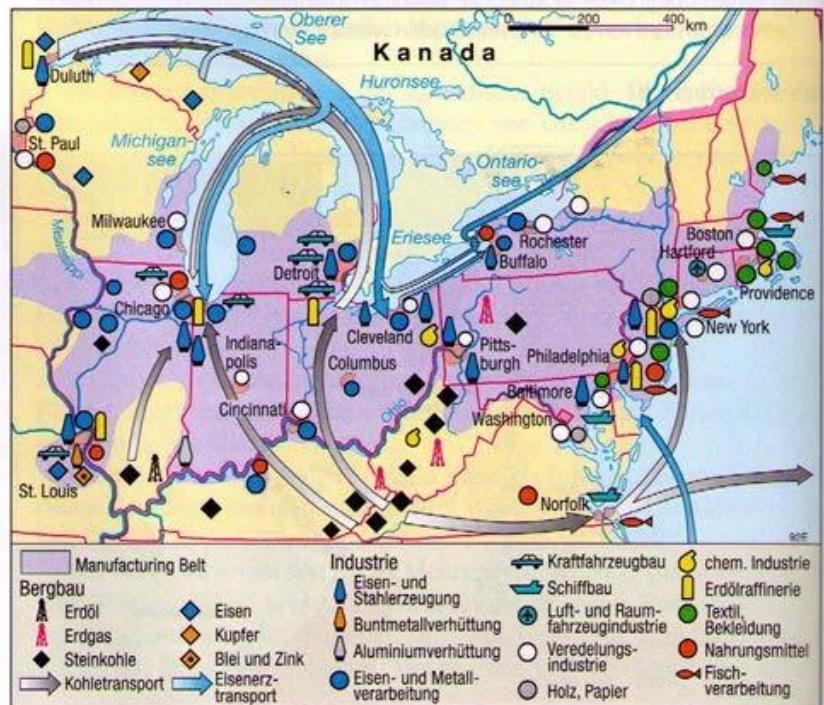 Oberer
See
0 200 400
km
Kanada
Duluth
Huronsee
St. Paul
Michigan-
see
Ontario-
see
Mississippi
Milwaukee
Eriesee
Rochester
Boston
Hartford
Detroit
Buffalo
Providence
Chicago
Cleveland
New York
Indiana-
polis
Columbus
Pitts-
burgh
Philadelphia
Cincinnati
Ohio
Baltimore
Washington
St. Louis
Norfolk
92E
Manufacturing Belt
Bergbau
Erdöl
Erdgas
Steinkohle
Kohletransport
Eisen
Kupfer
Blei und Zink
Eisenerz-
transport
Industrie
Eisen- und
Stahlerzeugung
Buntmetallverhüttung
Aluminiumverhüttung
Eisen- und Metall-
verarbeitung
Kraftfahrzeugbau
Schiffbau
Luft- und Raum-
fahrzeugindustrie
Veredelungs-
industrie
Holz, Papier
chem. Industrie
Erdölraffinerie
Textil,
Bekleidung
Nahrungsmittel
Fisch-
verarbeitung